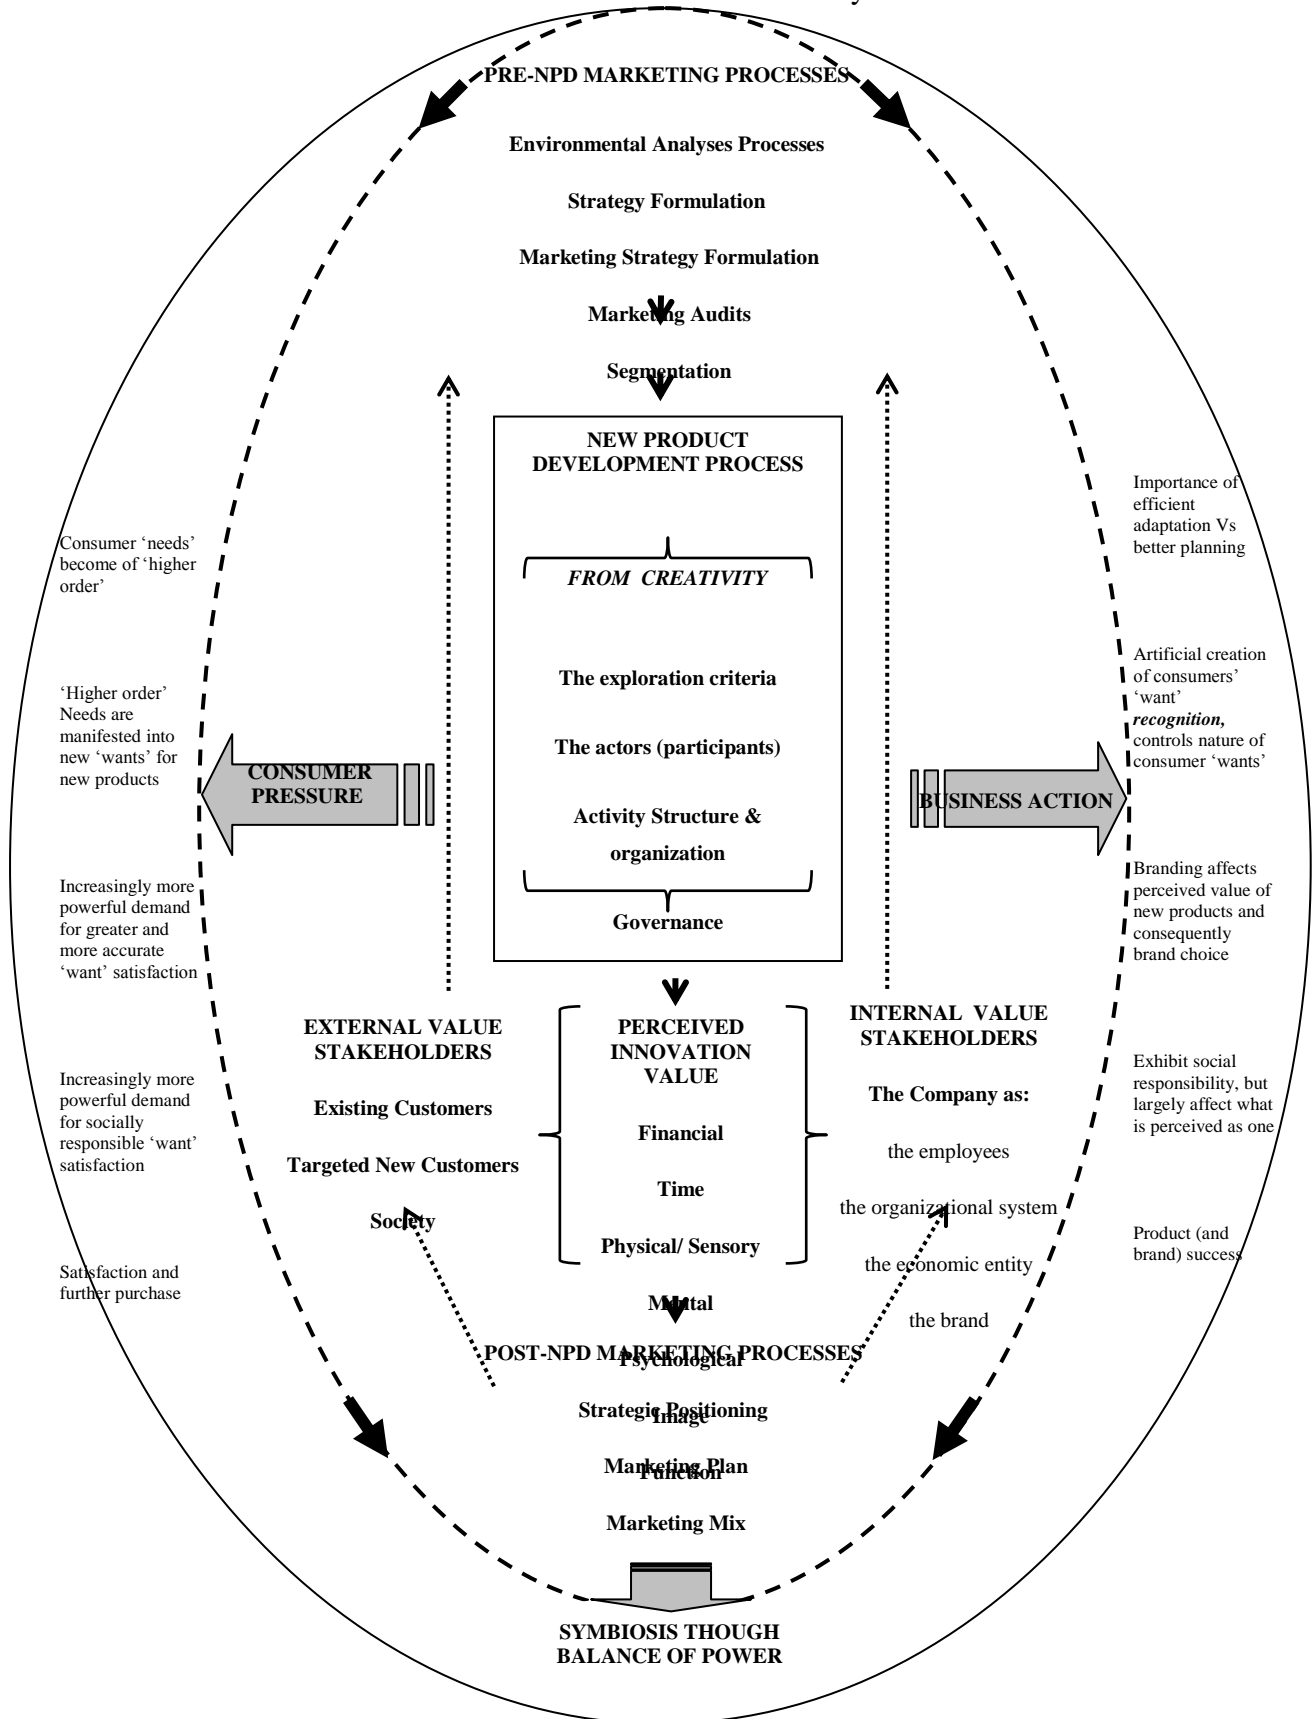 PRE-NPD MARKETING PROCESSES
Environmental Analyses Processes
Strategy Formulation
Marketing Strategy Formulation
Marketing Audits
Segmentation
NEW PRODUCT
DEVELOPMENT PROCESS
FROM CREATIVITY
The exploration criteria
The actors (participants)
Activity Structure &
organization
Governance
Consumer ‘needs’
become of ‘higher
order’
‘Higher order’
Needs are
manifested into
new ‘wants’ for
new products
Increasingly more
powerful demand
for greater and
more accurate
‘want’ satisfaction
Increasingly more
powerful demand
for socially
responsible ‘want’
satisfaction
Satisfaction and
further purchase
CONSUMER
PRESSURE
BUSINESS ACTION
Importance of
efficient
adaptation Vs
better planning
Artificial creation
of consumers’
‘want’
recognition,
controls nature of
consumer ‘wants’
Branding affects
perceived value of
new products and
consequently
brand choice
Exhibit social
responsibility, but
largely affect what
is perceived as one
Product (and
brand) success
EXTERNAL VALUE
STAKEHOLDERS
Existing Customers
Targeted New Customers
Society
PERCEIVED
INNOVATION
VALUE
Financial
Time
Physical/ Sensory
Mental
Psychological
Image
Function
INTERNAL VALUE
STAKEHOLDERS
The Company as:
the employees
the organizational system
the economic entity
the brand
POST-NPD MARKETING PROCESSES
Strategic Positioning
Marketing Plan
Marketing Mix
SYMBIOSIS THOUGH
BALANCE OF POWER